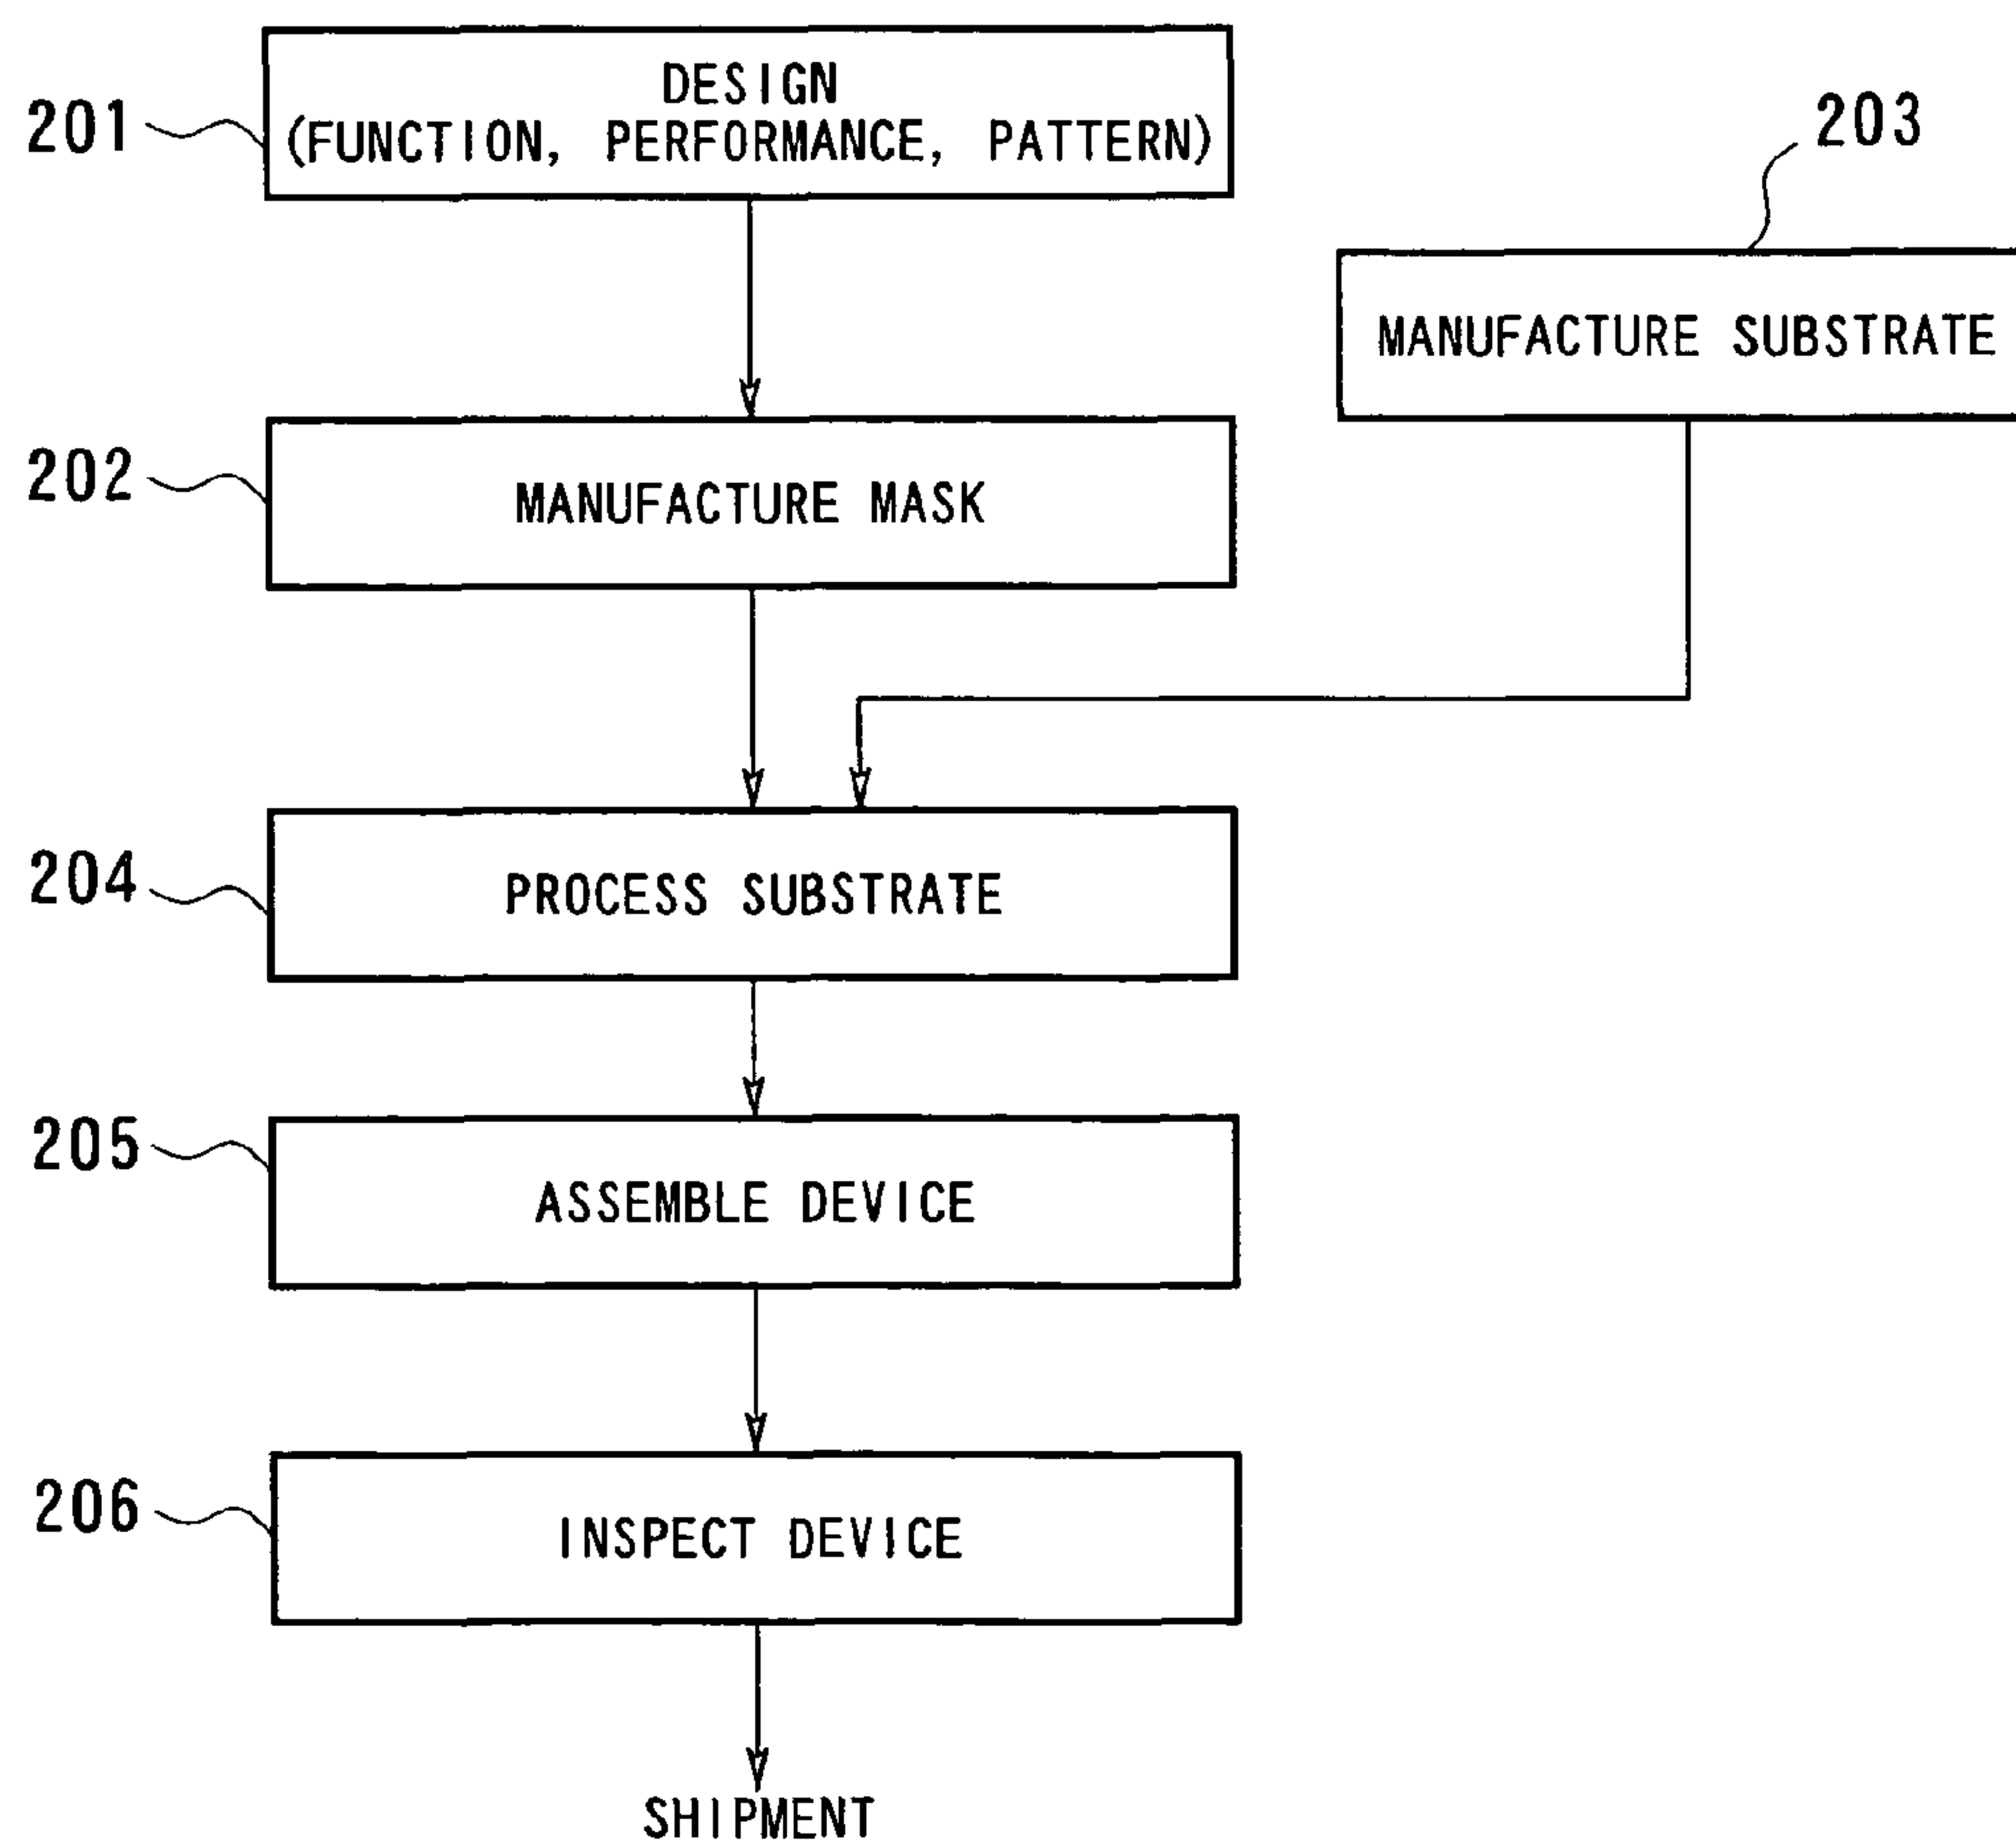 201
DESIGN
(FUNCTION, PERFORMANCE, PATTERN)
203
MANUFACTURE SUBSTRATE
202
MANUFACTURE MASK
204
PROCESS SUBSTRATE
205
ASSEMBLE DEVICE
206
INSPECT DEVICE
SHIPMENT